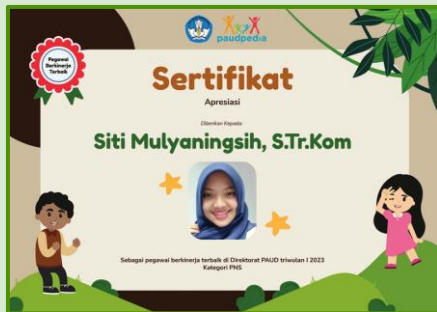 paudpedia
Pegawai
Berkinerja
Terbaik
Sertifikat
Apresiasi
Diberikan Kepada
Siti Mulyaningsih, S.Tr.Kom
Sebagai pegawai berkinerja terbaik di Direktorat PAUD triwulan I 2023
Kategori PNS